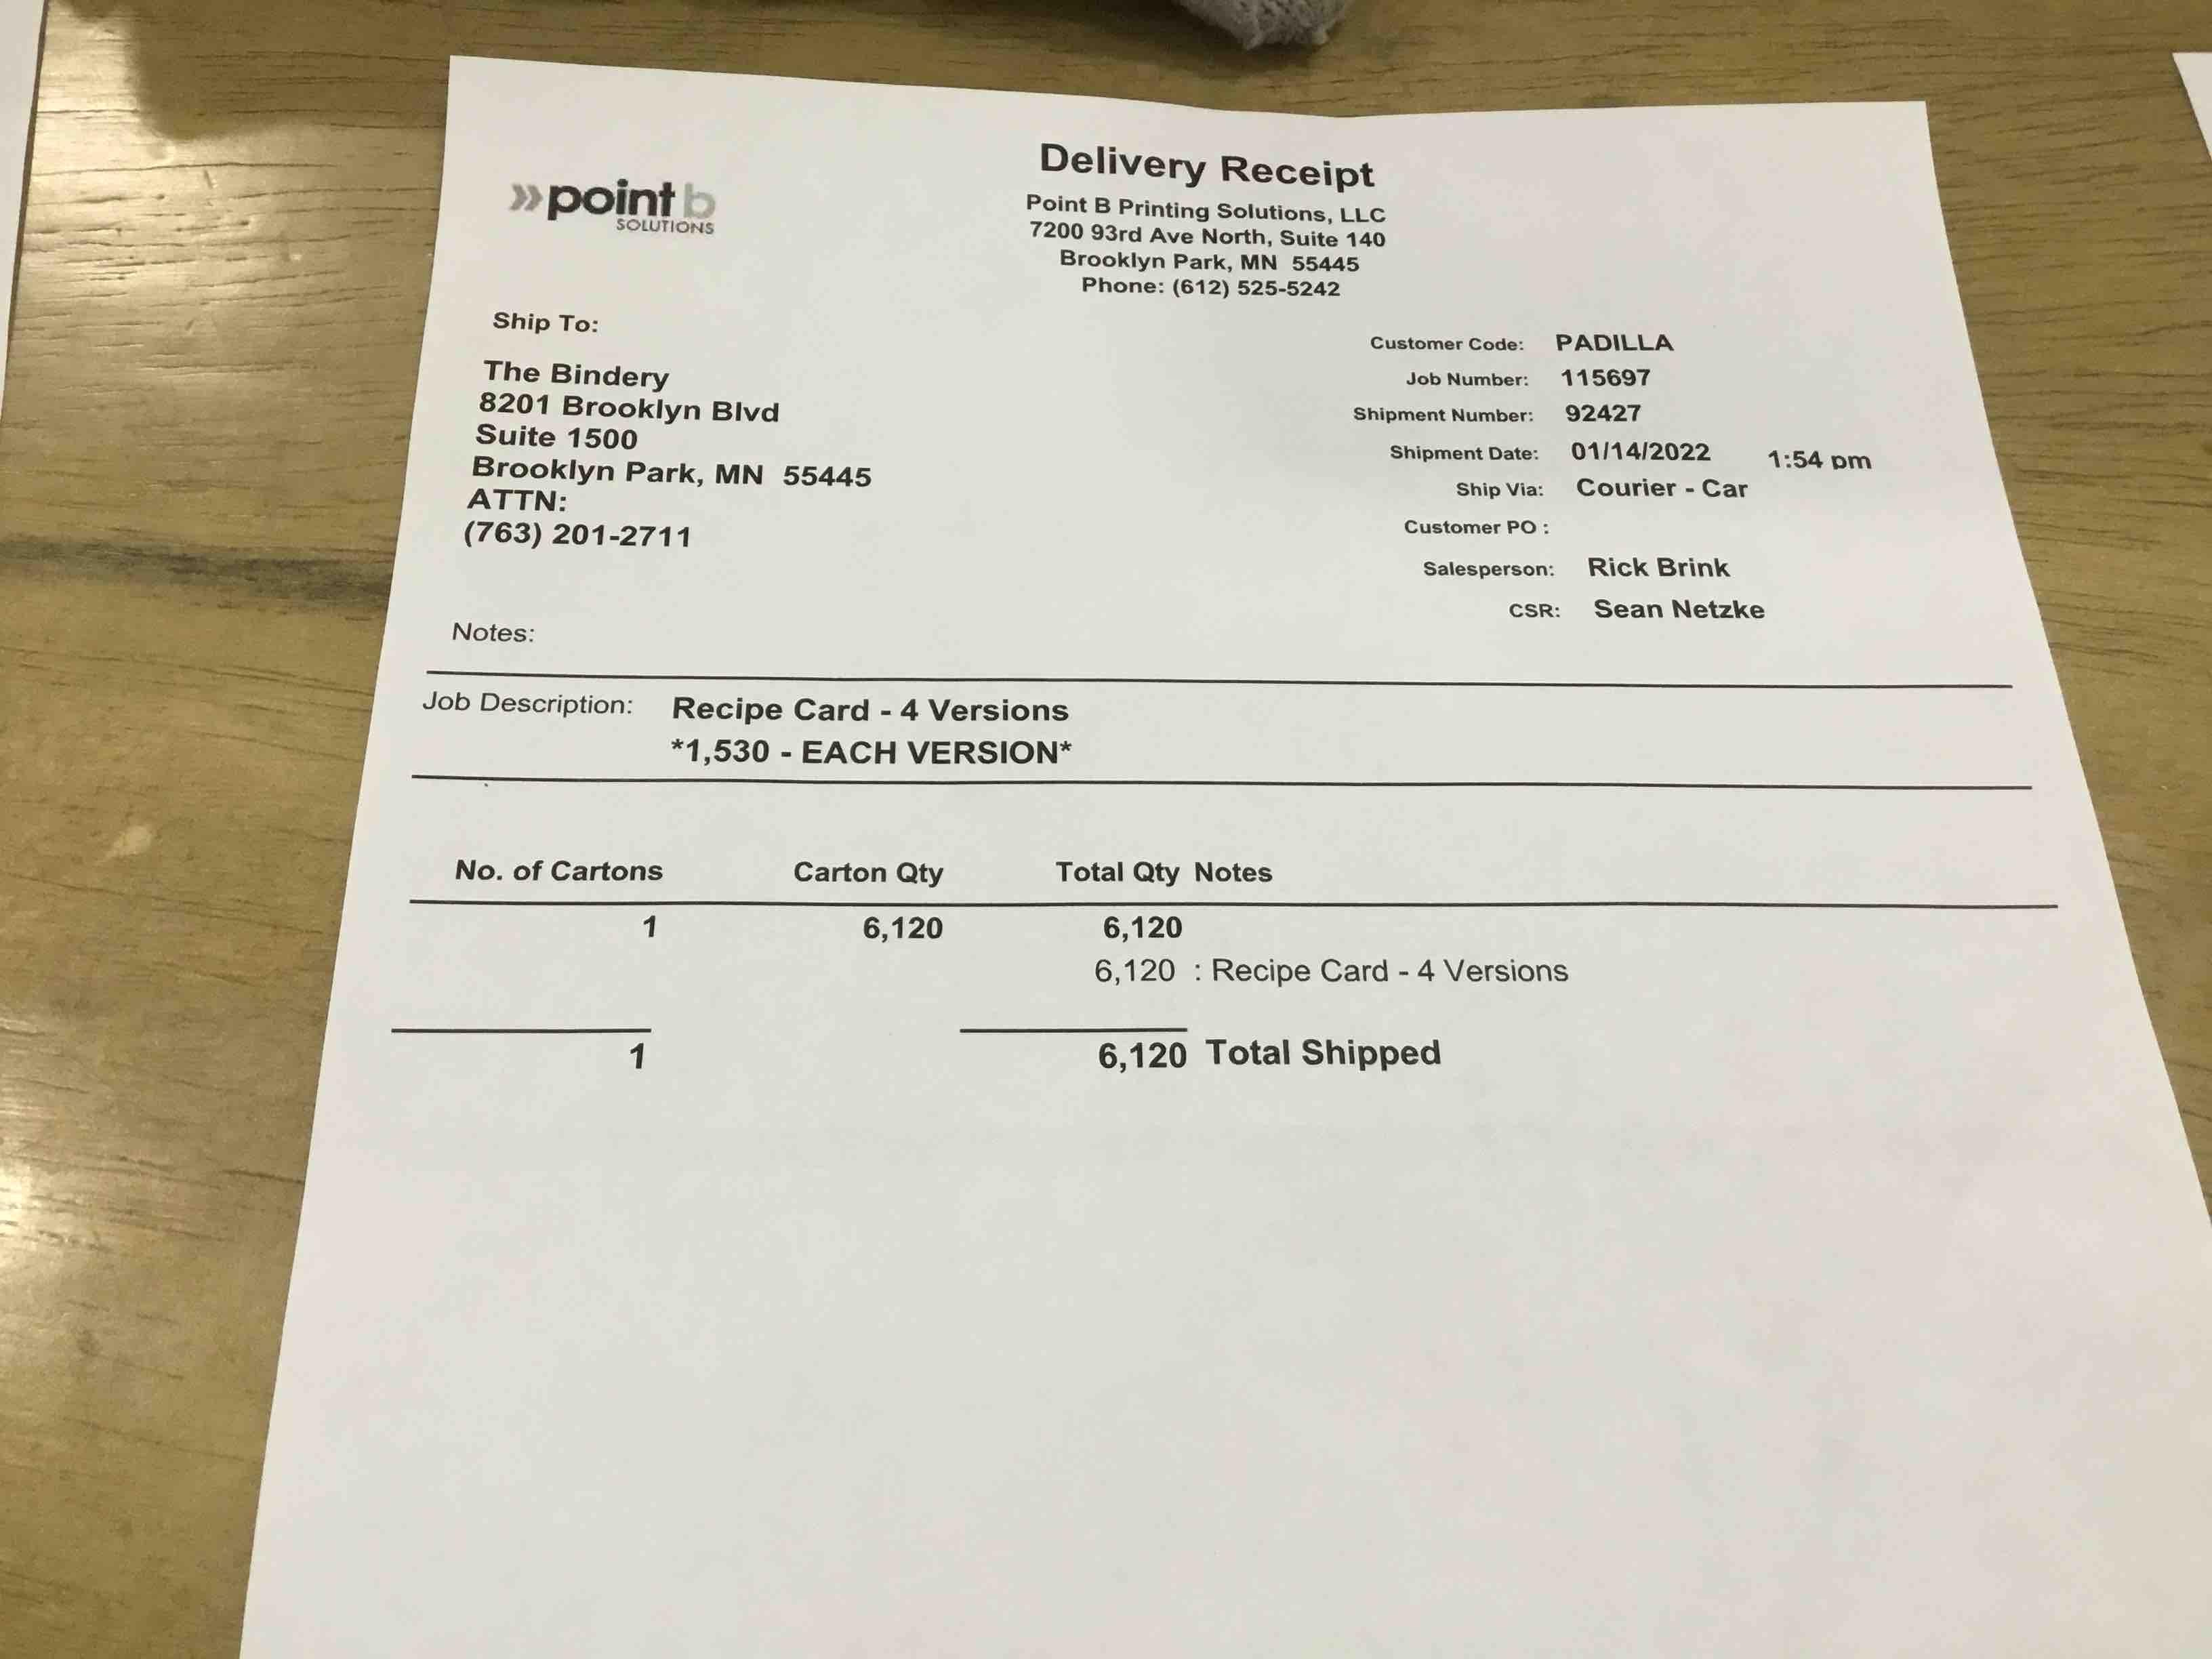 »point b
SOLUTIONS
Delivery Receipt
Point B Printing Solutions, LLC
7200 93rd Ave North, Suite 140
Brooklyn Park, MN 55445
Phone: (612) 525-5242
Ship To:
The Bindery
8201 Brooklyn Blvd
Suite 1500
Brooklyn Park, MN 55445
ATTN:
(763) 201-2711
Customer Code: PADILLA
Job Number: 115697
Shipment Number: 92427
Shipment Date: 01/14/2022 1:54 pm
Ship Via: Courier - Car
Customer PO :
Salesperson: Rick Brink
CSR: Sean Netzke
Notes:
Job Description: Recipe Card - 4 Versions
*1,530 - EACH VERSION*
No. of Cartons Carton Qty Total Qty Notes
1 6,120 6,120
6,120 : Recipe Card - 4 Versions
1 6,120 Total Shipped